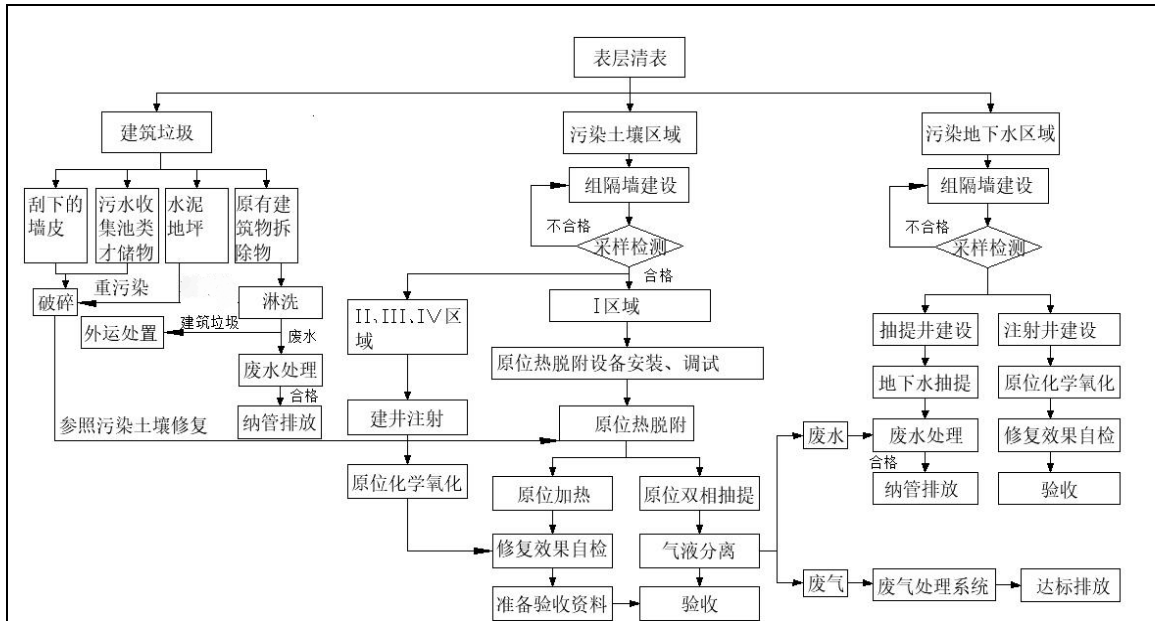 表层清表
建筑垃圾
污染土壤区域
污染地下水区域
刮下的
墙皮
污水收
集池类
才储物
水泥
地坪
原有建
筑物拆
除物
组隔墙建设
组隔墙建设
不合格
采样检测
不合格
采样检测
重污染
合格
破碎
淋洗
II、III、IV区
域
I区域
抽提井建设
注射井建设
外运处置
建筑垃圾
废水
废水处理
原位热脱附设备安装、调试
地下水抽提
原位化学氧化
合格
纳管排放
参照污染土壤修复
建井注射
原位热脱附
废水
废水处理
修复效果自检
合格
原位化学氧化
原位加热
原位双相抽提
纳管排放
验收
修复效果自检
气液分离
废气
废气处理系统
达标排放
准备验收资料
验收